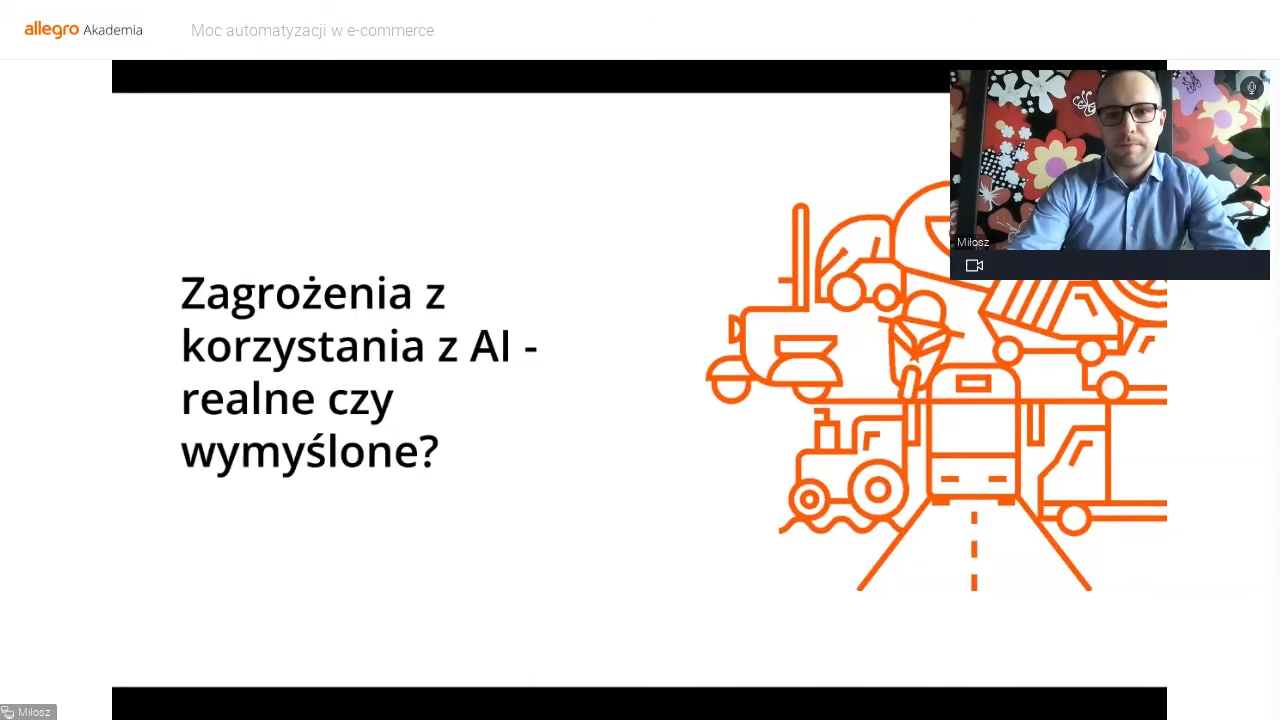 allegro Akademia
Moc automatyzacji w e-commerce
Miłosz
Zagrożenia z
korzystania z AI -
realne czy
wymyślone?
Miłosz